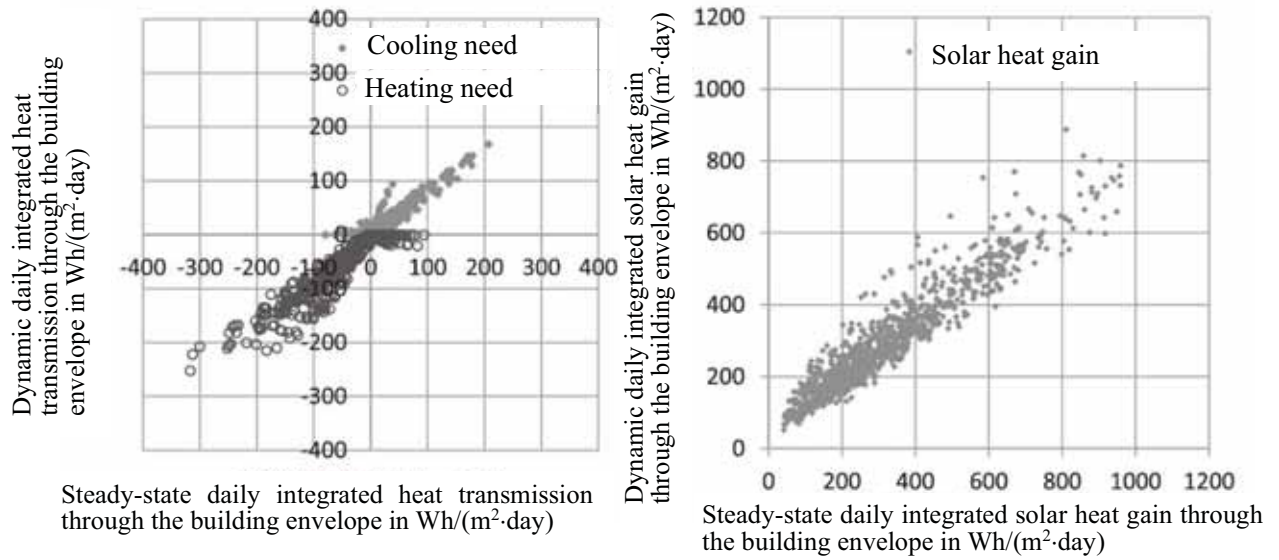 Dynamic daily integrated heat
transmission through the building
envelope in Wh/(m²·day)
400
300
200
100
0
-100
-200
-300
-400
-400 -300 -200 -100 0 100 200 300 400
Cooling need
Heating need
Steady-state daily integrated heat transmission
through the building envelope in Wh/(m²·day)
Dynamic daily integrated solar heat gain
through the building envelope in Wh/(m²·day)
1200
1000
800
600
400
200
0
0 200 400 600 800 1000 1200
Solar heat gain
Steady-state daily integrated solar heat gain through
the building envelope in Wh/(m²·day)